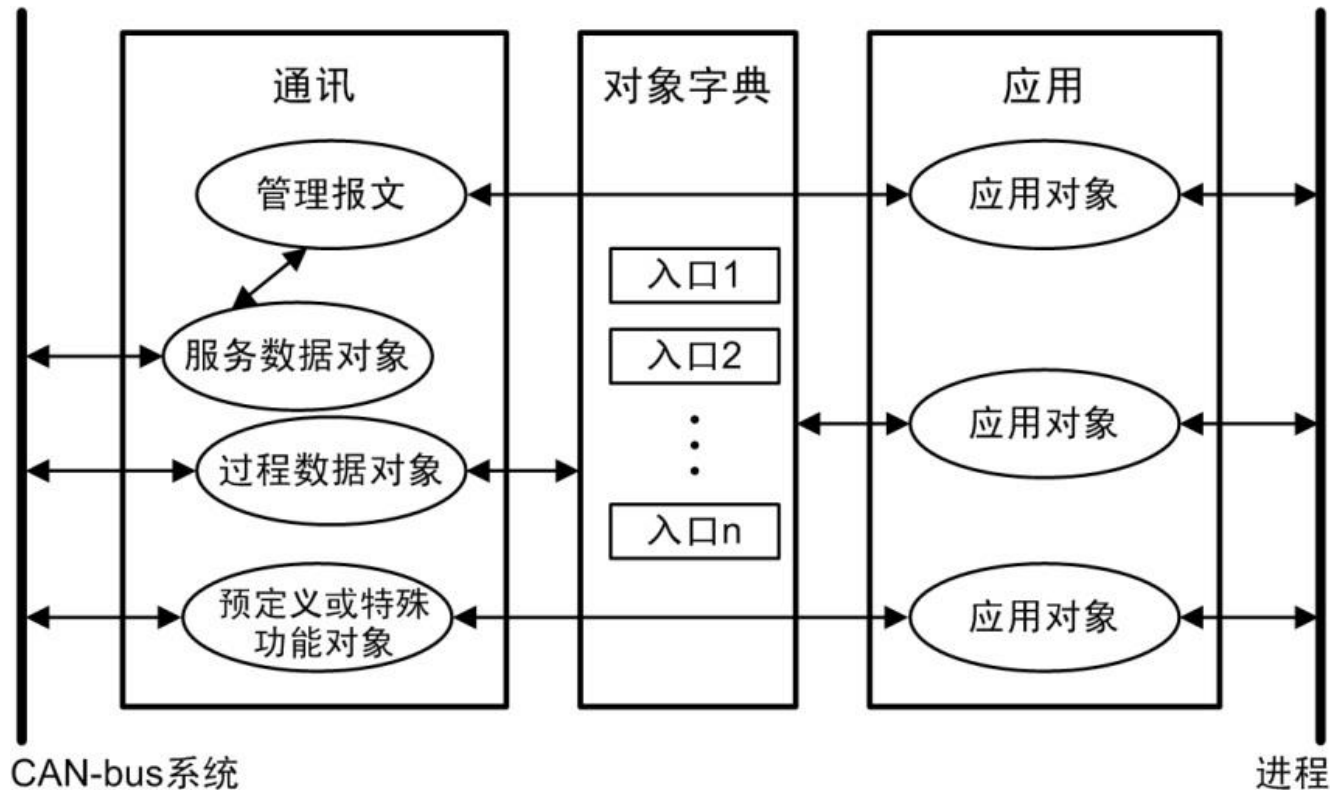 通讯
对象字典
应用
管理报文
应用对象
入口1
服务数据对象
入口2
应用对象
过程数据对象
入口n
预定义或特殊
功能对象
应用对象
CAN-bus系统
进程